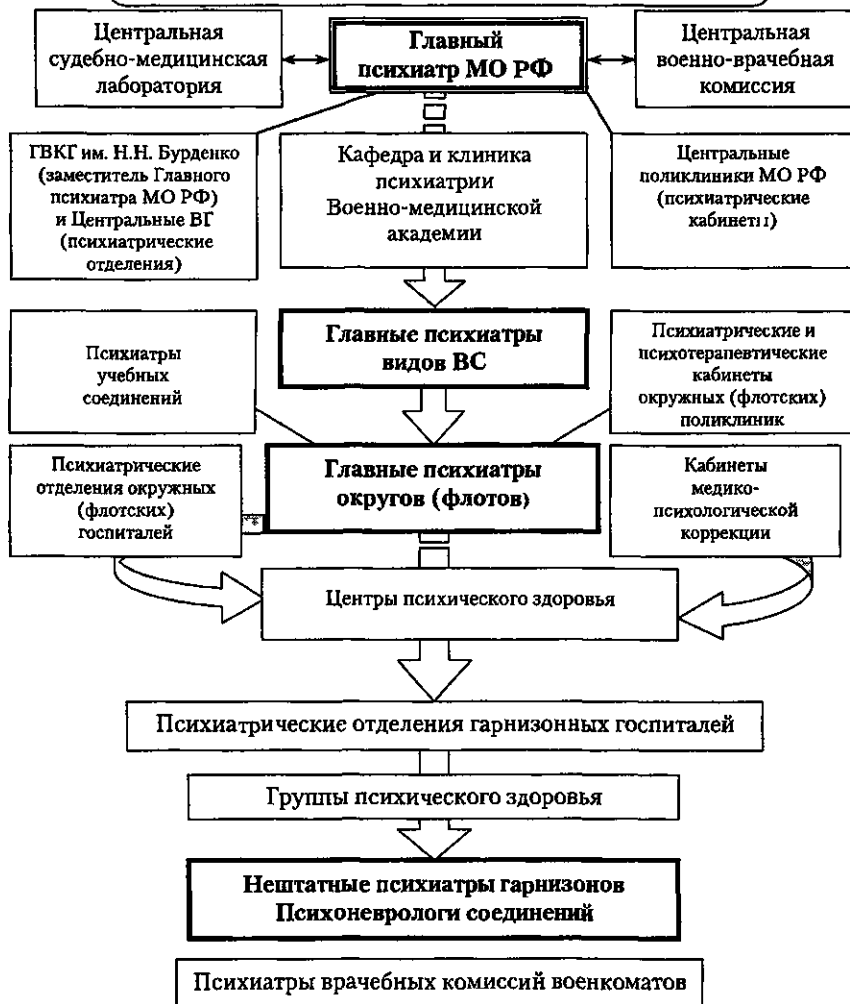 Центральная
судебно-медицинская
лаборатория
Главный
психиатр МО РФ
Центральная
военно-врачебная
комиссия
ГВКГ им. Н.Н. Бурденко
(заместитель Главного
психиатра МО РФ)
и Центральные ВГ
(психиатрические
отделения)
Кафедра и клиника
психиатрии
Военно-медицинской
академии
Центральные
поликлиники МО РФ
(психиатрические
кабинеты)
Главные психиатры
видов ВС
Психиатры
учебных
соединений
Психиатрические и
психотерапевтические
кабинеты
окружных (флотских)
поликлиник
Психиатрические
отделения окружных
(флотских)
госпиталей
Главные психиатры
округов (флотов)
Кабинеты
медико-
психологической
коррекции
Центры психического здоровья
Психиатрические отделения гарнизонных госпиталей
Группы психического здоровья
Нештатные психиатры гарнизонов
Психоневрологи соединений
Психиатры врачебных комиссий военкоматов